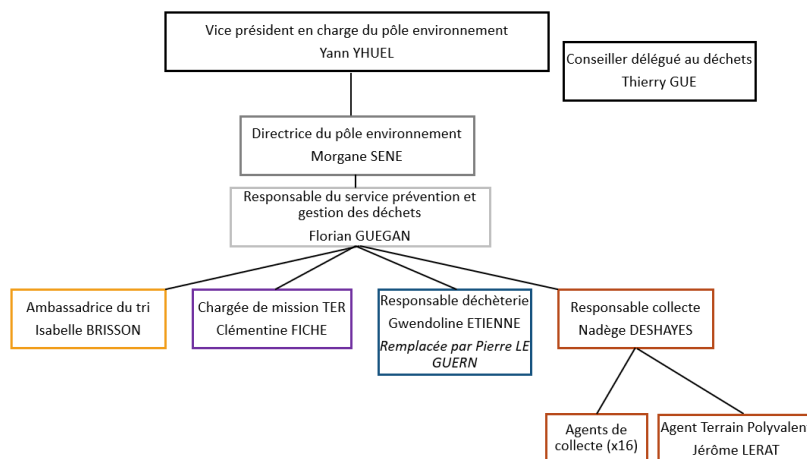 Vice président en charge du pôle environnement
Yann YHUEL
Conseiller délégué au déchets
Thierry GUE
Directrice du pôle environnement
Morgane SENE
Responsable du service prévention et
gestion des déchets
Florian GUEGAN
Ambassadrice du tri
Isabelle BRISSON
Chargée de mission TER
Clémentine FICHE
Responsable déchèterie
Gwendoline ETIENNE
Remplacée par Pierre LE
GUERN
Responsable collecte
Nadège DESHAYES
Agents de
collecte (x16)
Agent Terrain Polyvalent
Jérôme LERAT